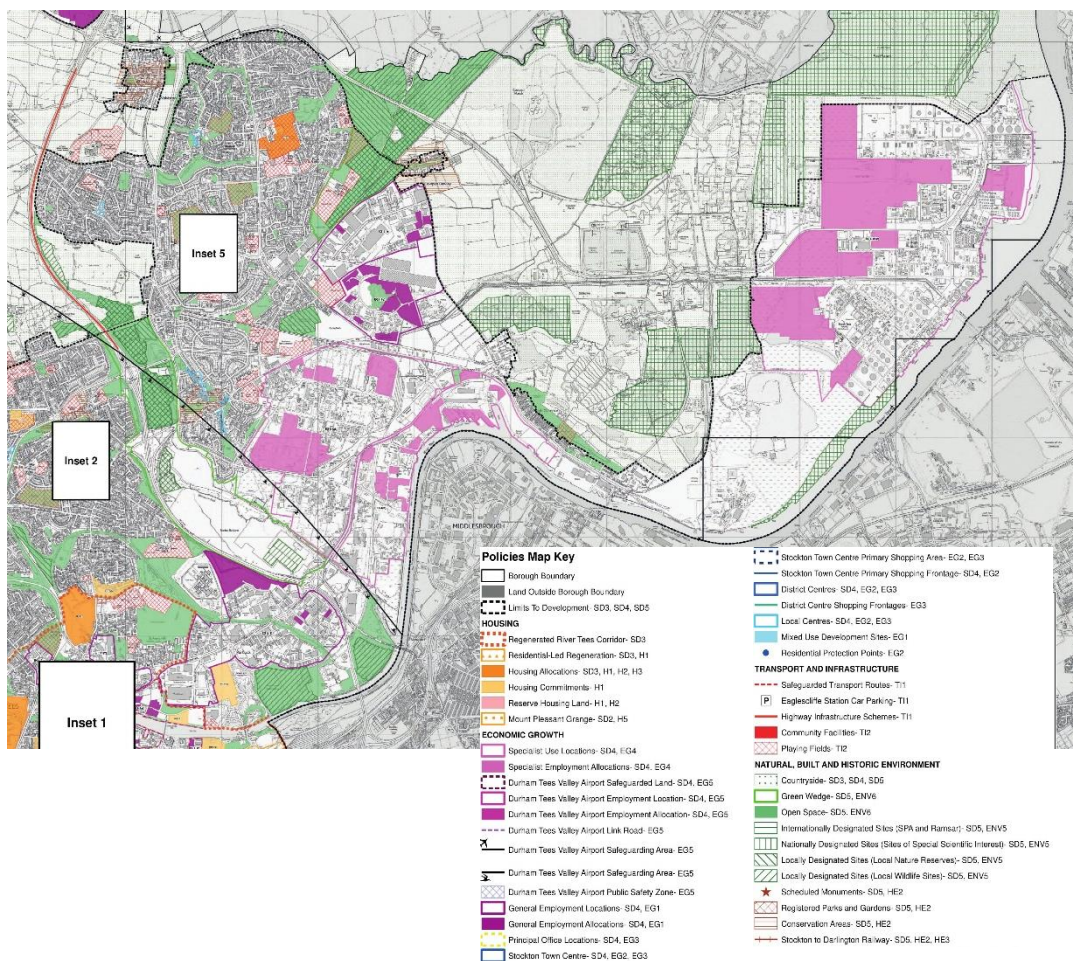 Inset 5
Inset 2
Inset 1
MIDDLESBROUGH
Policies Map Key
Borough Boundary
Land Outside Borough Boundary
Limits To Development- SD3, SD4, SD5
HOUSING
Regenerated River Tees Corridor- SD3
Residential-Led Regeneration- SD3, H1
Housing Allocations- SD3, H1, H2, H3
Housing Commitments- H1
Reserve Housing Land- H1, H2
Mount Pleasant Grange- SD2, H5
ECONOMIC GROWTH
Specialist Use Locations- SD4, EG4
Specialist Employment Allocations- SD4, EG4
Durham Tees Valley Airport Safeguarded Land- SD4, EG5
Durham Tees Valley Airport Employment Location- SD4, EG5
Durham Tees Valley Airport Employment Allocation- SD4, EG5
Durham Tees Valley Airport Link Road- EG5
Durham Tees Valley Airport Safeguarding Area- EG5
Durham Tees Valley Airport Safeguarding Area- EG5
Durham Tees Valley Airport Public Safety Zone- EG5
General Employment Locations- SD4, EG1
General Employment Allocations- SD4, EG1
Principal Office Locations- SD4, EG3
Stockton Town Centre- SD4, EG2, EG3
Stockton Town Centre Primary Shopping Area- EG2, EG3
Stockton Town Centre Primary Shopping Frontage- SD4, EG2
District Centres- SD4, EG2, EG3
District Centre Shopping Frontages- EG3
Local Centres- SD4, EG2, EG3
Mixed Use Development Sites- EG1
Residential Protection Points- EG2
TRANSPORT AND INFRASTRUCTURE
Safeguarded Transport Routes- TI1
P Eaglescliffe Station Car Parking- TI1
Highway Infrastructure Schemes- TI1
Community Facilities- TI2
Playing Fields- TI2
NATURAL, BUILT AND HISTORIC ENVIRONMENT
Countryside- SD3, SD4, SD5
Green Wedge- SD5, ENV6
Open Space- SD5, ENV6
Internationally Designated Sites (SPA and Ramsar)- SD5, ENV5
Nationally Designated Sites (Sites of Special Scientific Interest)- SD5, ENV5
Locally Designated Sites (Local Nature Reserves)- SD5, ENV5
Locally Designated Sites (Local Wildlife Sites)- SD5, ENV5
Scheduled Monuments- SD5, HE2
Registered Parks and Gardens- SD5, HE2
Conservation Areas- SD5, HE2
Stockton to Darlington Railway- SD5, HE2, HE3